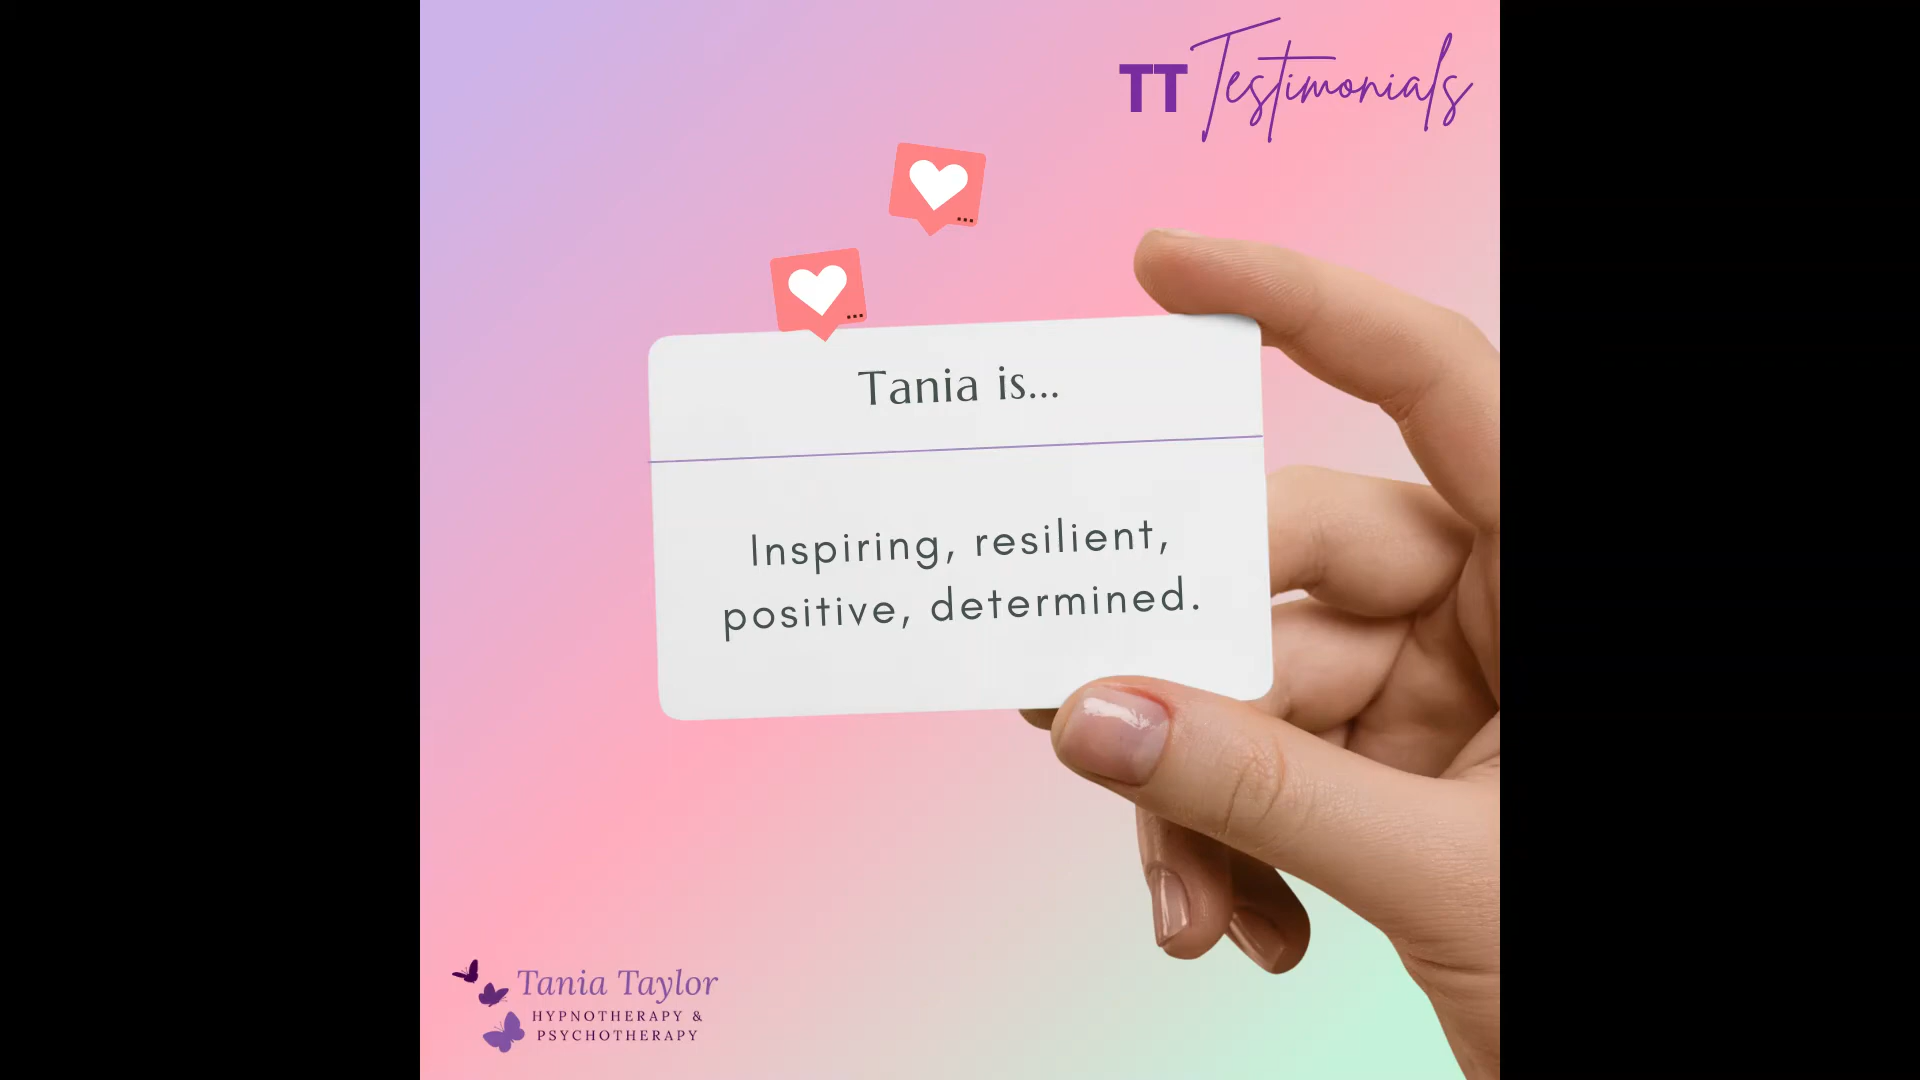 TT Testimonials
Tania is...
Inspiring, resilient,
positive, determined.
Tania Taylor
HYPNOTHERAPY &
PSYCHOTHERAPY